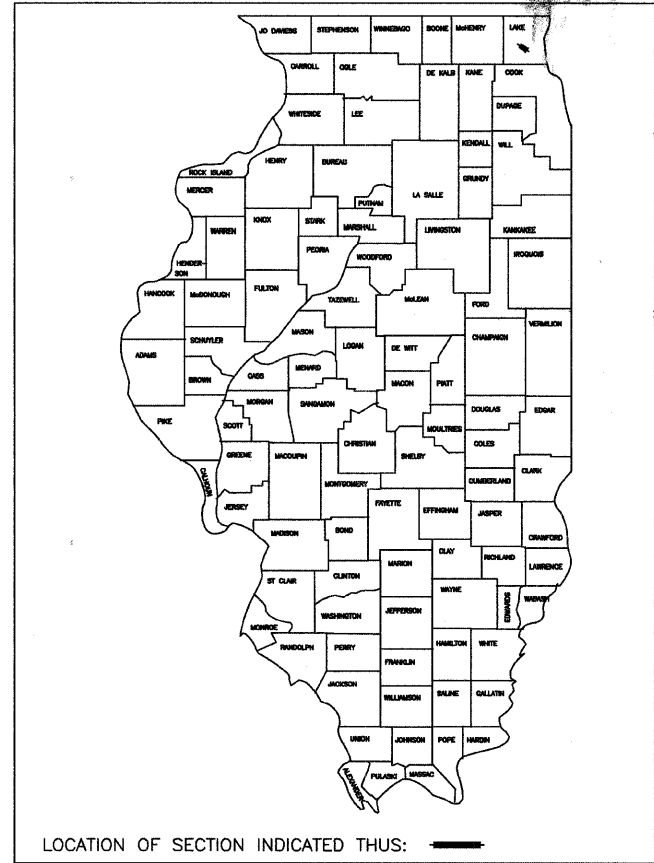 JO DAVIESS STEPHENSON WINNEBAGO BOONE McHENRY LAKE
CARROLL OGLE DE KALB KANE COOK
DUPAGE
WHITESIDE LEE
KENDALL WILL
HENRY BUREAU
ROCK ISLAND GRUNDY
MERCER LA SALLE
PUTNAM
KNOX STARK MARSHALL LIVINGSTON KANKAKEE
WARREN
PEORIA IROQUOIS
WOODFORD
HENDER-
SON
FULTON
HANCOCK McDONOUGH TAZEWELL McLEAN FORD
VERMILION
MASON CHAMPAIGN
SCHUYLER LOGAN DE WITT
ADAMS
CASS MENARD
BROWN MACON PIATT
MORGAN SANGAMON
DOUGLAS EDGAR
PIKE SCOTT
MOULTRIES
CHRISTIAN COLES
GREENE MACOUPIN SHELBY
CLARK
CALHOUN MONTGOMERY CUMBERLAND
FAYETTE
JERSEY EFFINGHAM JASPER
MADISON BOND CRAWFORD
CLAY RICHLAND
MARION LAWRENCE
CLINTON
ST CLAIR WAYNE
EDWARDS WABASH
WASHINGTON JEFFERSON
MONROE
RANDOLPH PERRY HAMILTON WHITE
FRANKLIN
JACKSON
WILLIAMSON SALINE GALLATIN
UNION JOHNSON POPE HARDIN
ALEXANDER PULASKI MASSAC
LOCATION OF SECTION INDICATED THUS: